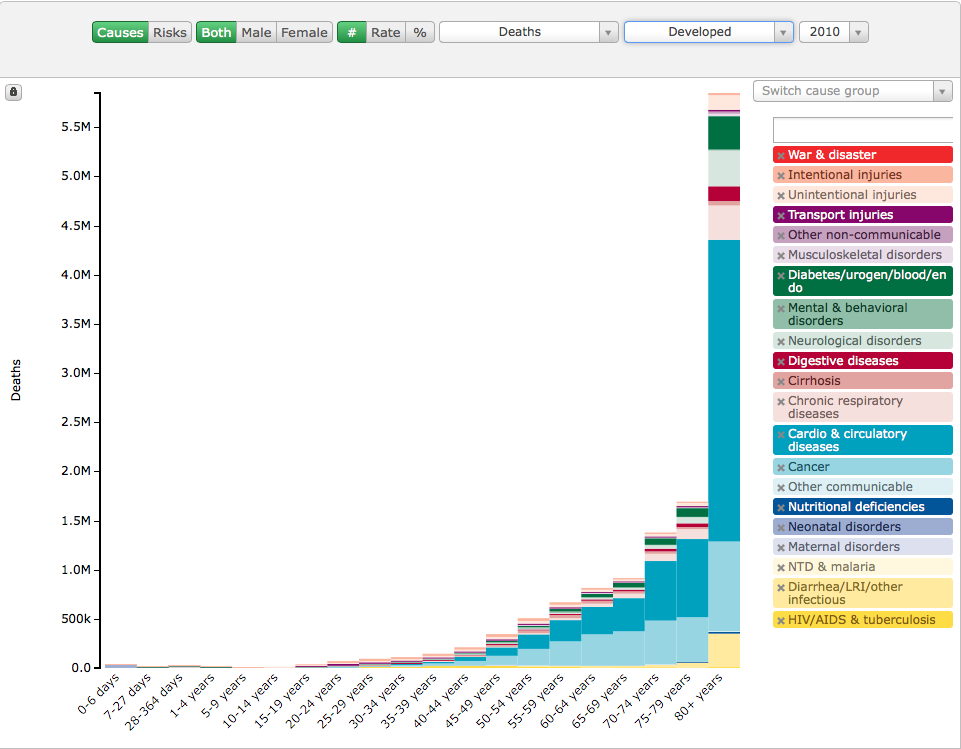 Causes Risks Both Male Female # Rate % Deaths Developed 2010
Switch cause group
5.5M
5.0M
4.5M
4.0M
3.5M
3.0M
2.5M
2.0M
1.5M
1.0M
500k
0.0
Deaths
0-6 days
7-27 days
28-364 days
1-4 years
5-9 years
10-14 years
15-19 years
20-24 years
25-29 years
30-34 years
35-39 years
40-44 years
45-49 years
50-54 years
55-59 years
60-64 years
65-69 years
70-74 years
75-79 years
80+ years
War & disaster
Intentional injuries
Unintentional injuries
Transport injuries
Other non-communicable
Musculoskeletal disorders
Diabetes/urogen/blood/en
do
Mental & behavioral
disorders
Neurological disorders
Digestive diseases
Cirrhosis
Chronic respiratory
diseases
Cardio & circulatory
diseases
Cancer
Other communicable
Nutritional deficiencies
Neonatal disorders
Maternal disorders
NTD & malaria
Diarrhea/LRI/other
infectious
HIV/AIDS & tuberculosis